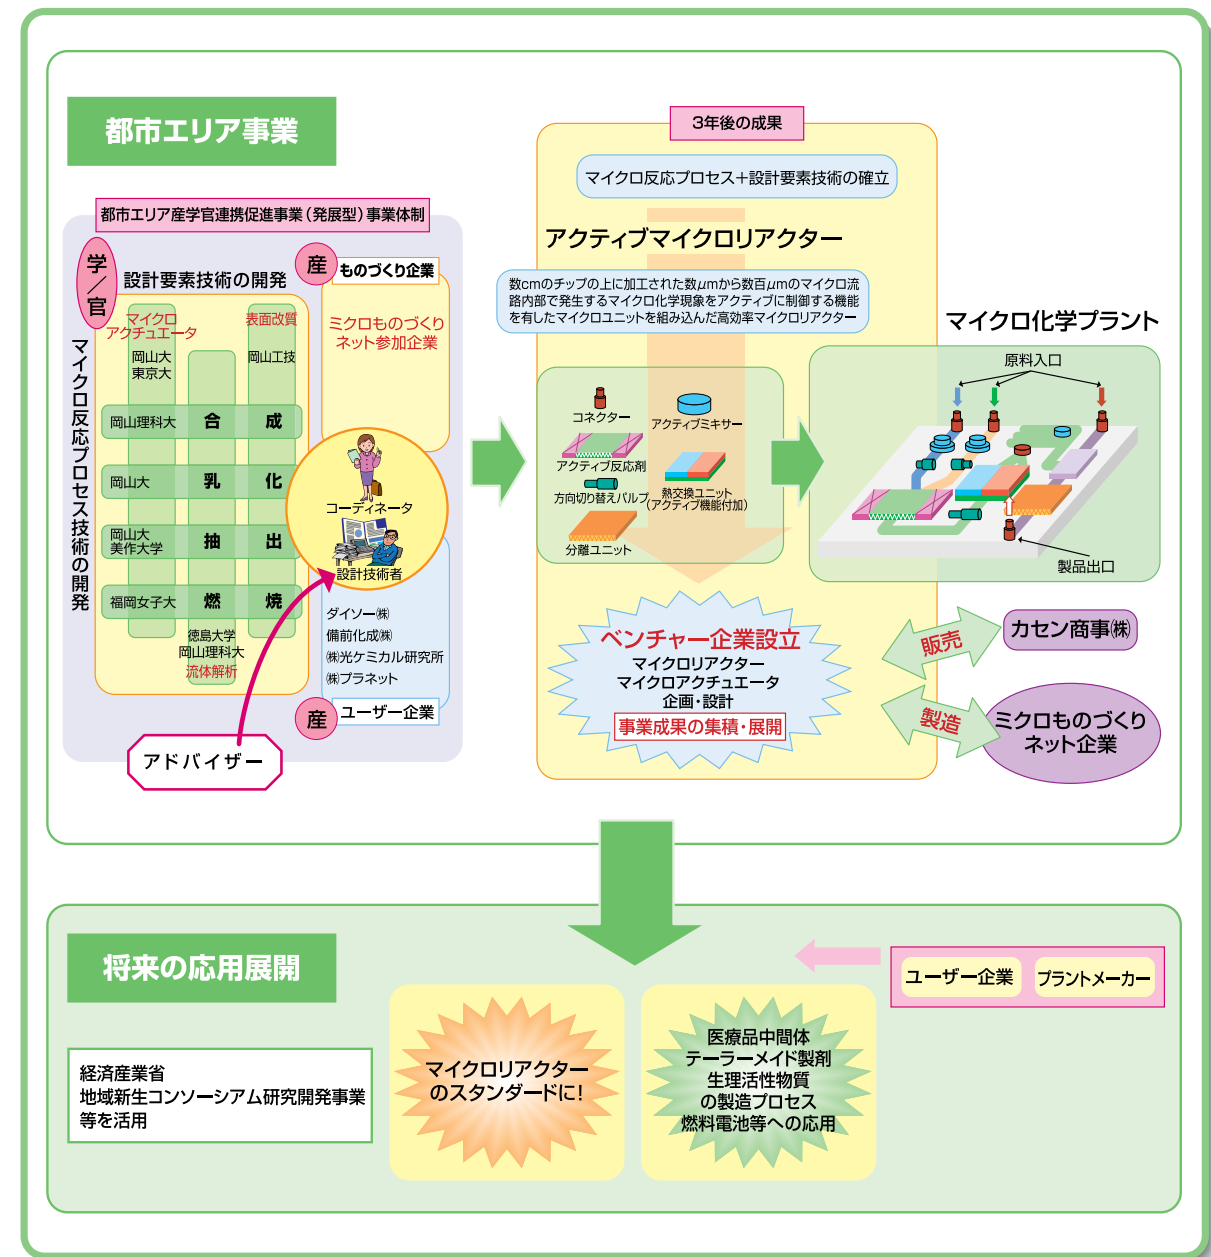 都市エリア事業
都市エリア産学官連携促進事業（発展型）事業体制
学／官
設計要素技術の開発
マイクロ反応プロセス技術の開発
マイクロ
アクチュエータ
岡山大
東京大
表面改質
岡山工技
岡山理科大 合 成
岡山大 乳 化
岡山大
美作大学
抽 出
福岡女子大 燃 焼
徳島大学
岡山理科大
流体解析
産
ものづくり企業
ミクロものづくり
ネット参加企業
コーディネータ
設計技術者
ダイソー㈱
備前化成㈱
㈱光ケミカル研究所
㈱プラネット
産
ユーザー企業
アドバイザー
3年後の成果
マイクロ反応プロセス＋設計要素技術の確立
アクティブマイクロリアクター
数cmのチップの上に加工された数μmから数百μmのマイクロ流
路内部で発生するマイクロ化学現象をアクティブに制御する機能
を有したマイクロユニットを組み込んだ高効率マイクロリアクター
コネクター
アクティブミキサー
アクティブ反応剤
方向切り替えバルブ
熱交換ユニット
（アクティブ機能付加）
分離ユニット
マイクロ化学プラント
原料入口
製品出口
ベンチャー企業設立
マイクロリアクター
マイクロアクチュエータ
企画・設計
事業成果の集積・展開
販売
カセン商事㈱
製造
ミクロものづくり
ネット企業
将来の応用展開
経済産業省
地域新生コンソーシアム研究開発事業
等を活用
マイクロリアクター
のスタンダードに！
医療品中間体
テーラーメイド製剤
生理活性物質
の製造プロセス
燃料電池等への応用
ユーザー企業
プラントメーカー